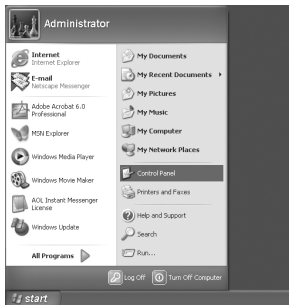 Administrator
Internet
Internet Explorer
E-mail
Netscape Messenger
Adobe Acrobat 6.0
Professional
MSN Explorer
Windows Media Player
Windows Movie Maker
AOL Instant Messenger
License
Windows Update
All Programs
My Documents
My Recent Documents
My Pictures
My Music
My Computer
My Network Places
Control Panel
Printers and Faxes
Help and Support
Search
Run...
Log Off
Turn Off Computer
start